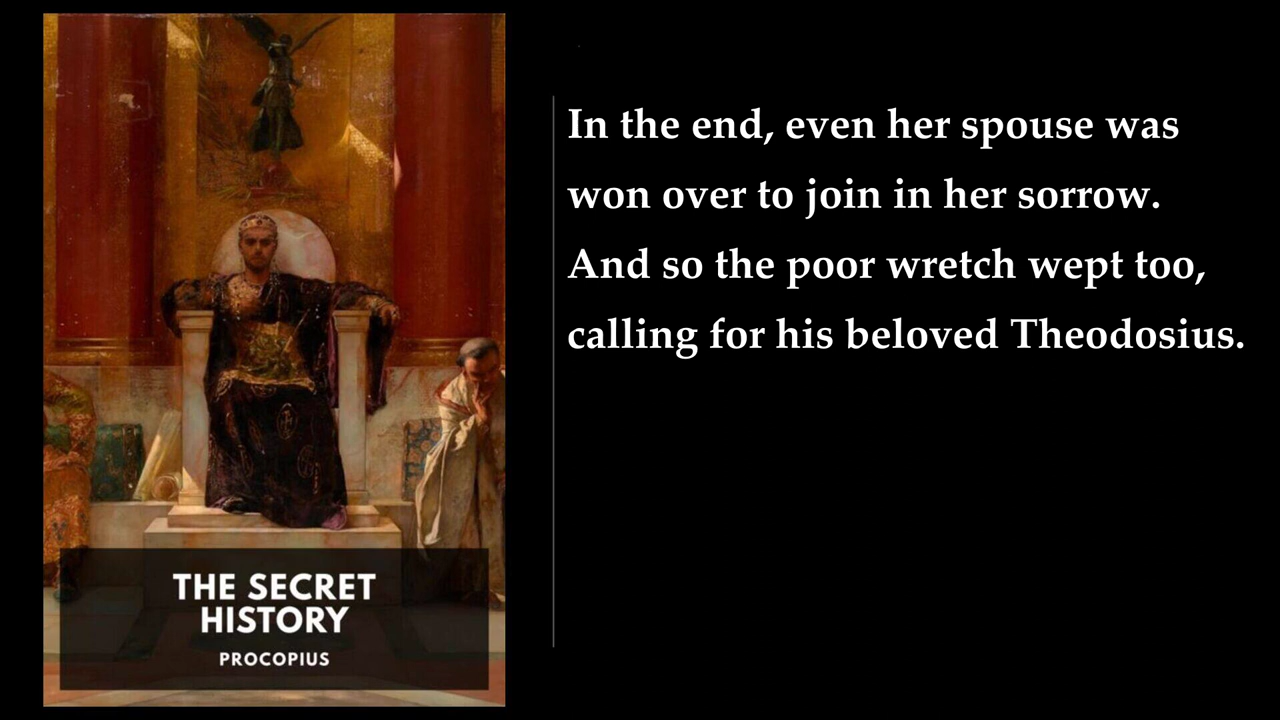 THE SECRET
HISTORY
PROCOPIUS
In the end, even her spouse was
won over to join in her sorrow.
And so the poor wretch wept too,
calling for his beloved Theodosius.